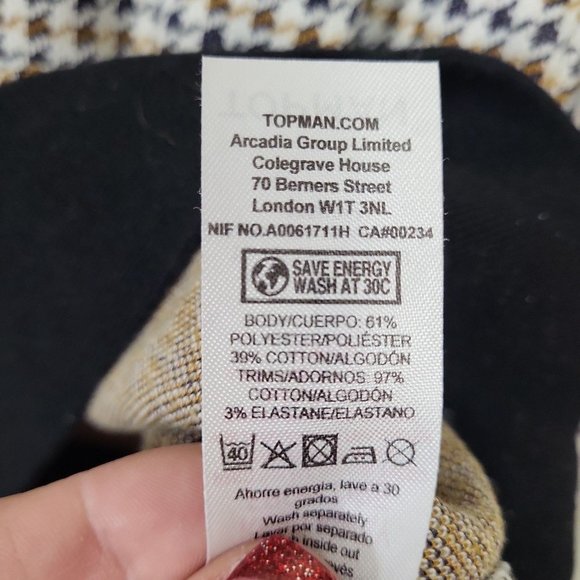 TOPMAN.COM
Arcadia Group Limited
Colegrave House
70 Berners Street
London W1T 3NL
NIF NO.A0061711H CA#00234
SAVE ENERGY
WASH AT 30C
BODY/CUERPO: 61%
POLYESTER/POLIÉSTER
39% COTTON/ALGODÓN
TRIMS/ADORNOS: 97%
COTTON/ALGODÓN
3% ELASTANE/ELASTANO
40
Ahorre energia, lave a 30
grados
Wash separately
Lavar por separado
inside out